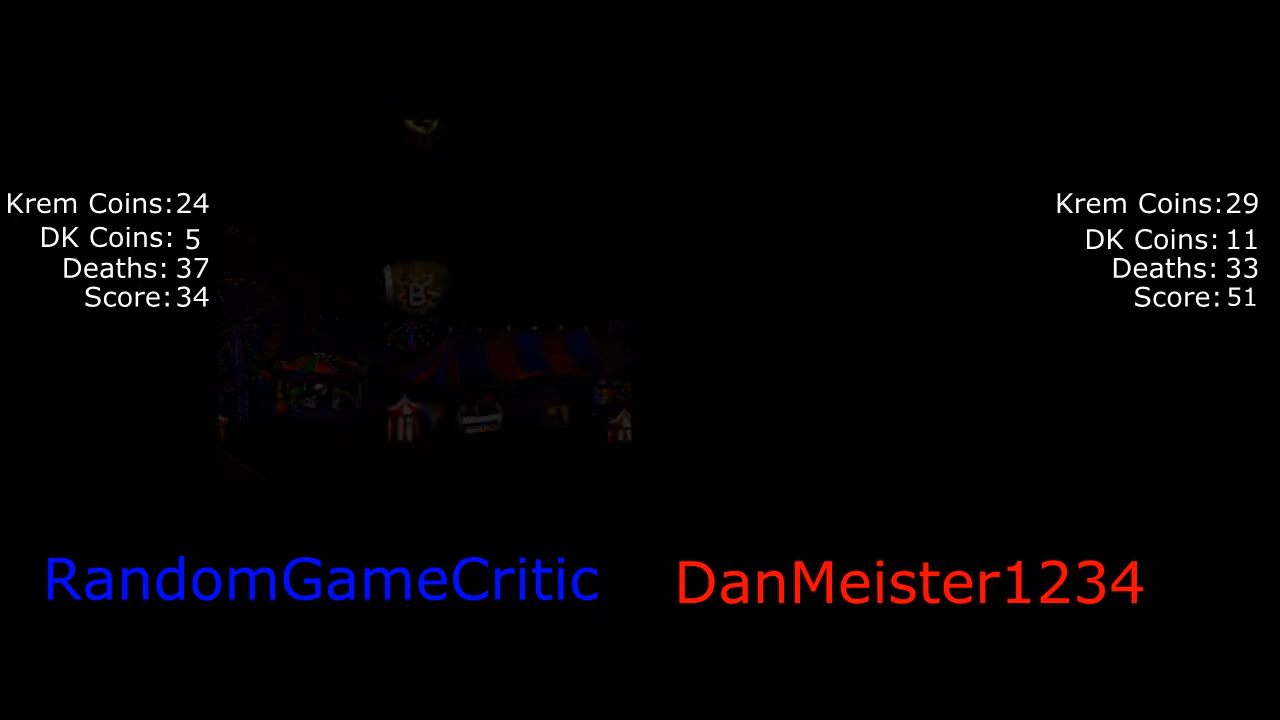 Krem Coins:24
DK Coins: 5
Deaths: 37
Score:34
Krem Coins:29
DK Coins: 11
Deaths: 33
Score:51
B
RandomGameCritic
DanMeister1234